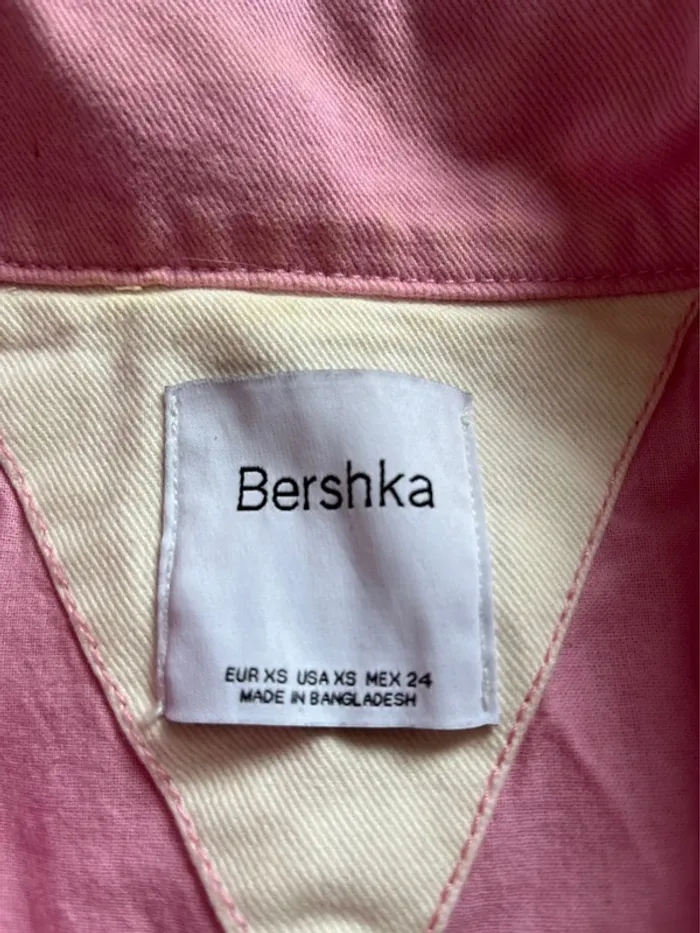 Bershka
EUR XS USA XS MEX 24
MADE IN BANGLADESH